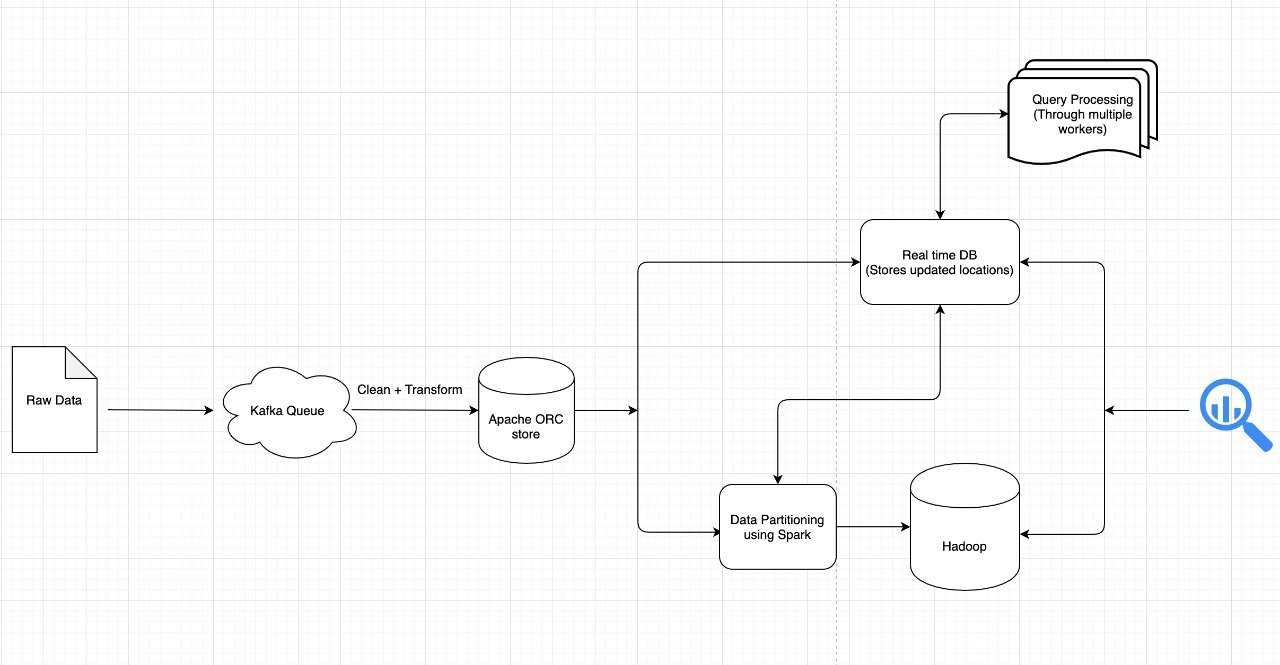 Query Processing
(Through multiple
workers)
Real time DB
(Stores updated locations)
Raw Data
Kafka Queue
Clean + Transform
Apache ORC
store
Data Partitioning
using Spark
Hadoop